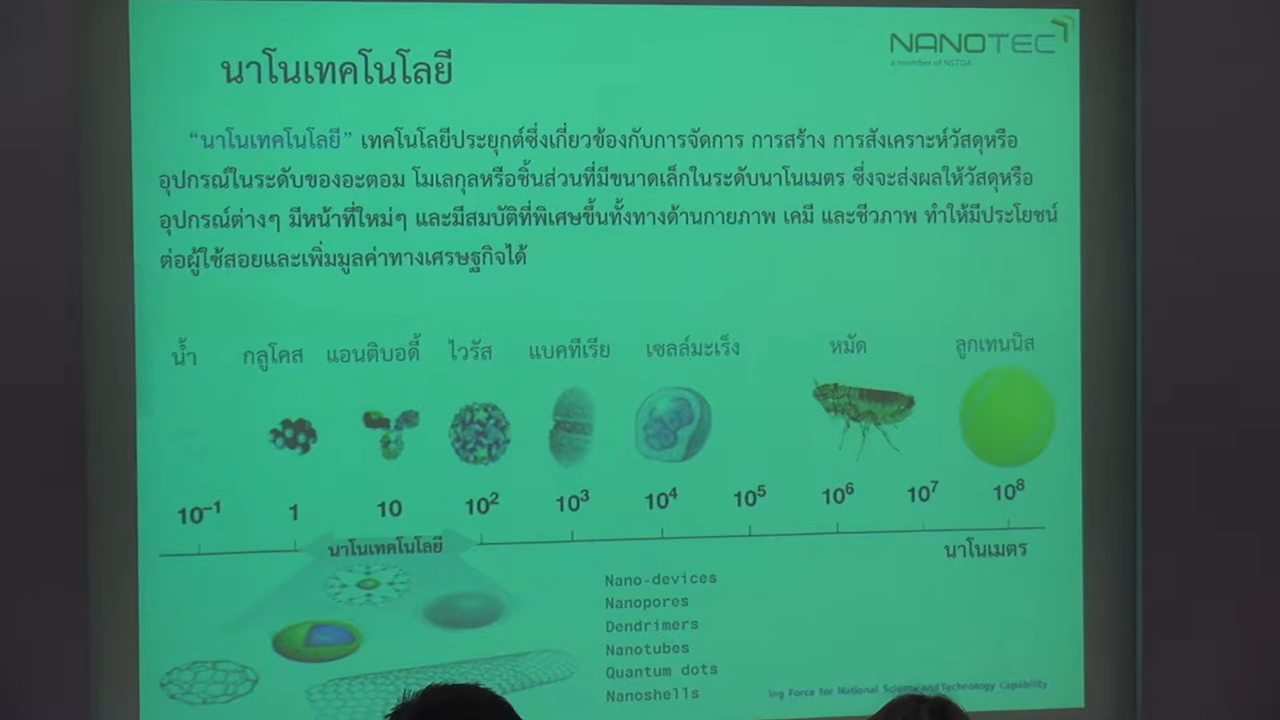 นาโนเทคโนโลยี
NANOTEC
a member of NSTDA
“นาโนเทคโนโลยี” เทคโนโลยีประยุกต์ซึ่งเกี่ยวข้องกับการจัดการ การสร้าง การสังเคราะห์วัสดุหรือ
อุปกรณ์ในระดับของอะตอม โมเลกุลหรือชิ้นส่วนที่มีขนาดเล็กในระดับนาโนเมตร ซึ่งจะส่งผลให้วัสดุหรือ
อุปกรณ์ต่างๆ มีหน้าที่ใหม่ๆ และมีสมบัติที่พิเศษขึ้นทั้งทางด้านกายภาพ เคมี และชีวภาพ ทำให้มีประโยชน์
ต่อผู้ใช้สอยและเพิ่มมูลค่าทางเศรษฐกิจได้
น้ำ กลูโคส แอนติบอดี้ ไวรัส แบคทีเรีย เซลล์มะเร็ง หมัด ลูกเทนนิส
10⁻¹ 1 10 10² 10³ 10⁴ 10⁵ 10⁶ 10⁷ 10⁸
นาโนเทคโนโลยี นาโนเมตร
Nano-devices
Nanopores
Dendrimers
Nanotubes
Quantum dots
Nanoshells
ing Force for National Science and Technology Capability